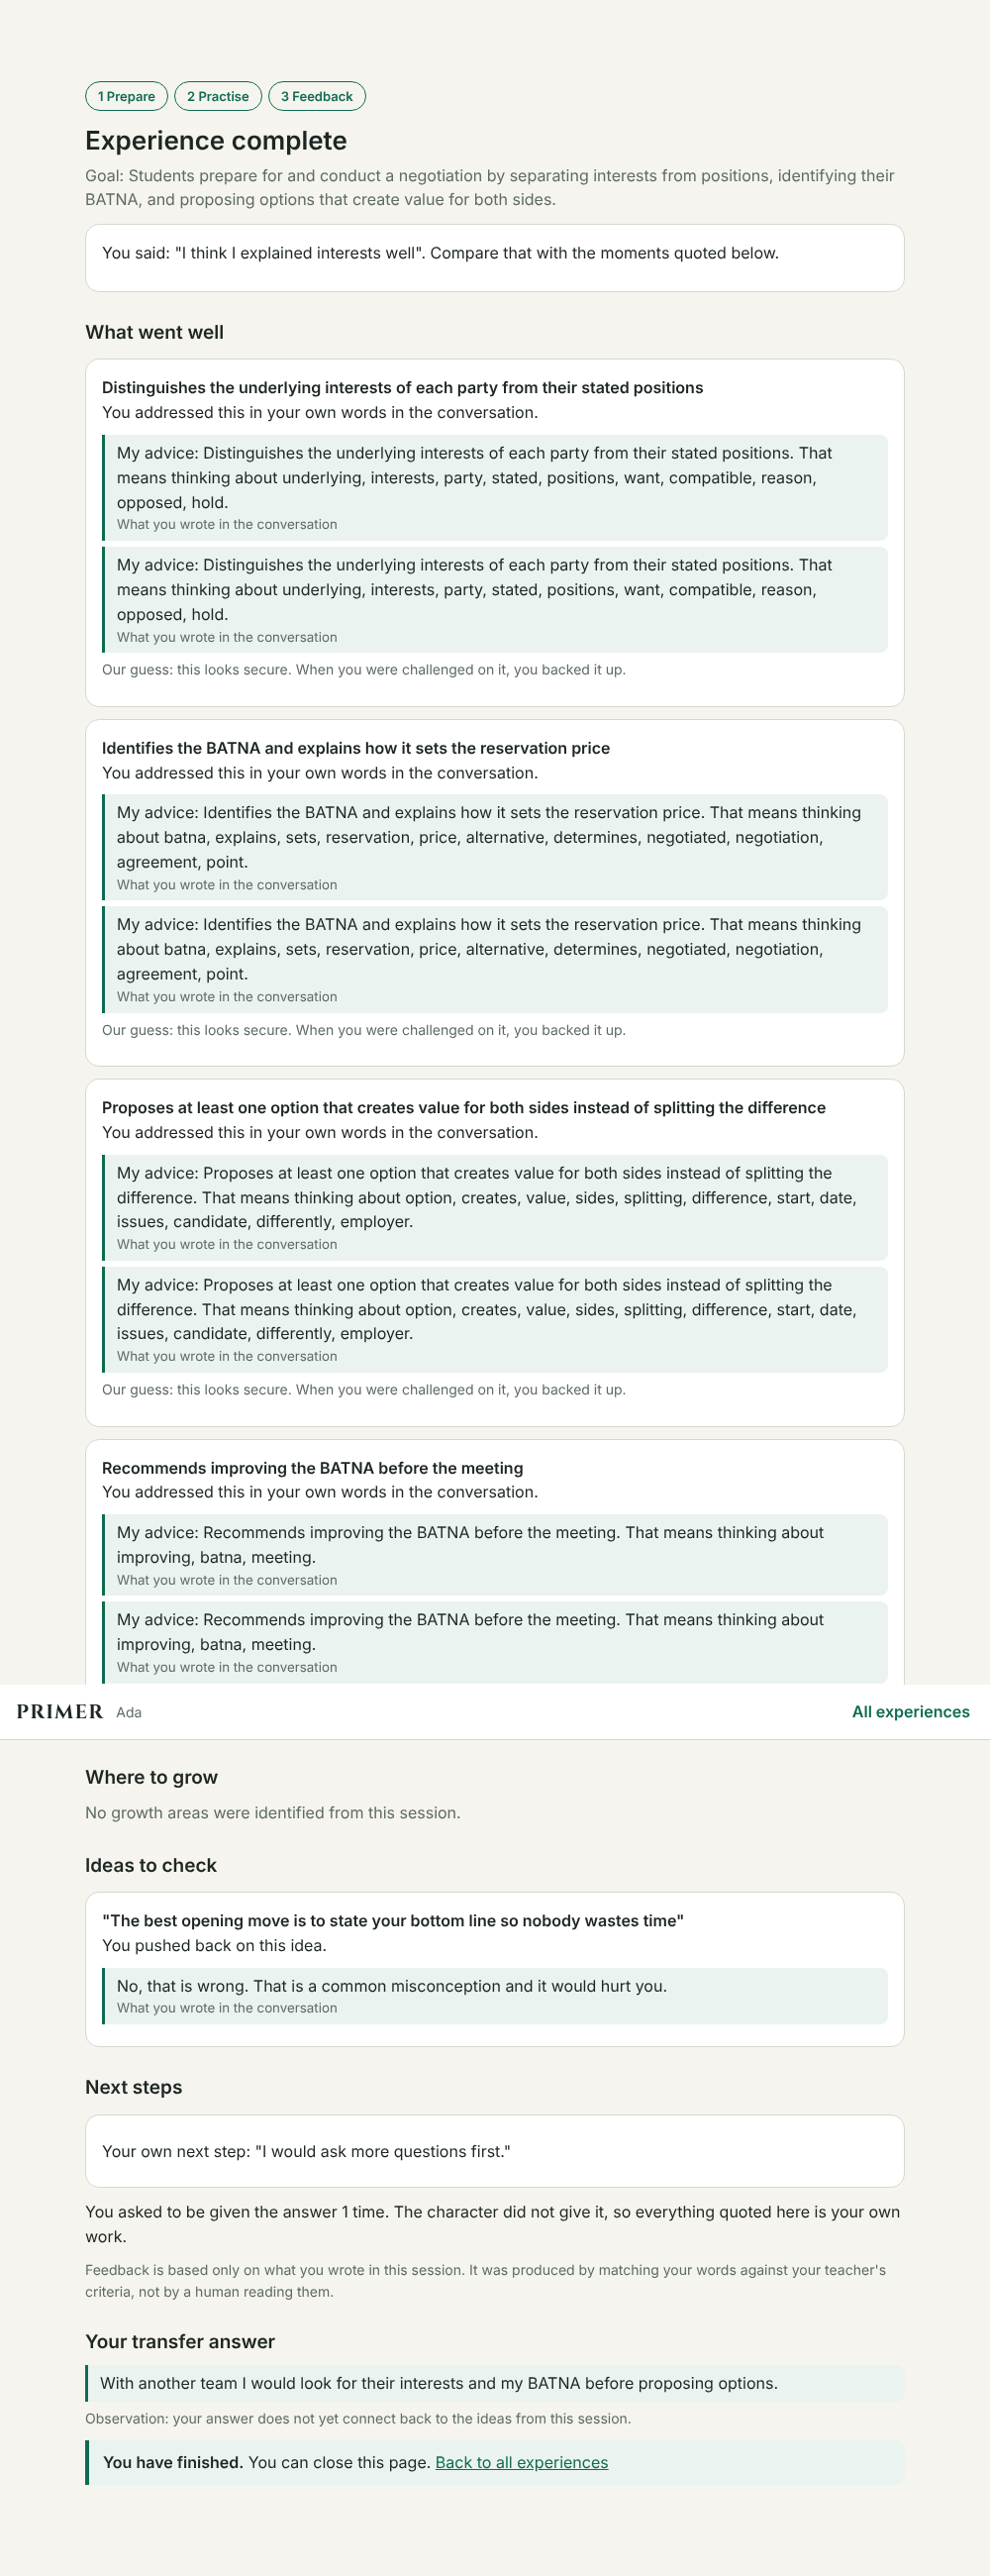 1 Prepare
2 Practise
3 Feedback
Experience complete
Goal: Students prepare for and conduct a negotiation by separating interests from positions, identifying their
BATNA, and proposing options that create value for both sides.
You said: "I think I explained interests well". Compare that with the moments quoted below.
What went well
Distinguishes the underlying interests of each party from their stated positions
You addressed this in your own words in the conversation.
My advice: Distinguishes the underlying interests of each party from their stated positions. That
means thinking about underlying, interests, party, stated, positions, want, compatible, reason,
opposed, hold.
What you wrote in the conversation
My advice: Distinguishes the underlying interests of each party from their stated positions. That
means thinking about underlying, interests, party, stated, positions, want, compatible, reason,
opposed, hold.
What you wrote in the conversation
Our guess: this looks secure. When you were challenged on it, you backed it up.
Identifies the BATNA and explains how it sets the reservation price
You addressed this in your own words in the conversation.
My advice: Identifies the BATNA and explains how it sets the reservation price. That means thinking
about batna, explains, sets, reservation, price, alternative, determines, negotiated, negotiation,
agreement, point.
What you wrote in the conversation
My advice: Identifies the BATNA and explains how it sets the reservation price. That means thinking
about batna, explains, sets, reservation, price, alternative, determines, negotiated, negotiation,
agreement, point.
What you wrote in the conversation
Our guess: this looks secure. When you were challenged on it, you backed it up.
Proposes at least one option that creates value for both sides instead of splitting the difference
You addressed this in your own words in the conversation.
My advice: Proposes at least one option that creates value for both sides instead of splitting the
difference. That means thinking about option, creates, value, sides, splitting, difference, start, date,
issues, candidate, differently, employer.
What you wrote in the conversation
My advice: Proposes at least one option that creates value for both sides instead of splitting the
difference. That means thinking about option, creates, value, sides, splitting, difference, start, date,
issues, candidate, differently, employer.
What you wrote in the conversation
Our guess: this looks secure. When you were challenged on it, you backed it up.
Recommends improving the BATNA before the meeting
You addressed this in your own words in the conversation.
My advice: Recommends improving the BATNA before the meeting. That means thinking about
improving, batna, meeting.
What you wrote in the conversation
My advice: Recommends improving the BATNA before the meeting. That means thinking about
improving, batna, meeting.
What you wrote in the conversation
PRIMER Ada All experiences
Where to grow
No growth areas were identified from this session.
Ideas to check
"The best opening move is to state your bottom line so nobody wastes time"
You pushed back on this idea.
No, that is wrong. That is a common misconception and it would hurt you.
What you wrote in the conversation
Next steps
Your own next step: "I would ask more questions first."
You asked to be given the answer 1 time. The character did not give it, so everything quoted here is your own
work.
Feedback is based only on what you wrote in this session. It was produced by matching your words against your teacher's
criteria, not by a human reading them.
Your transfer answer
With another team I would look for their interests and my BATNA before proposing options.
Observation: your answer does not yet connect back to the ideas from this session.
You have finished. You can close this page. Back to all experiences